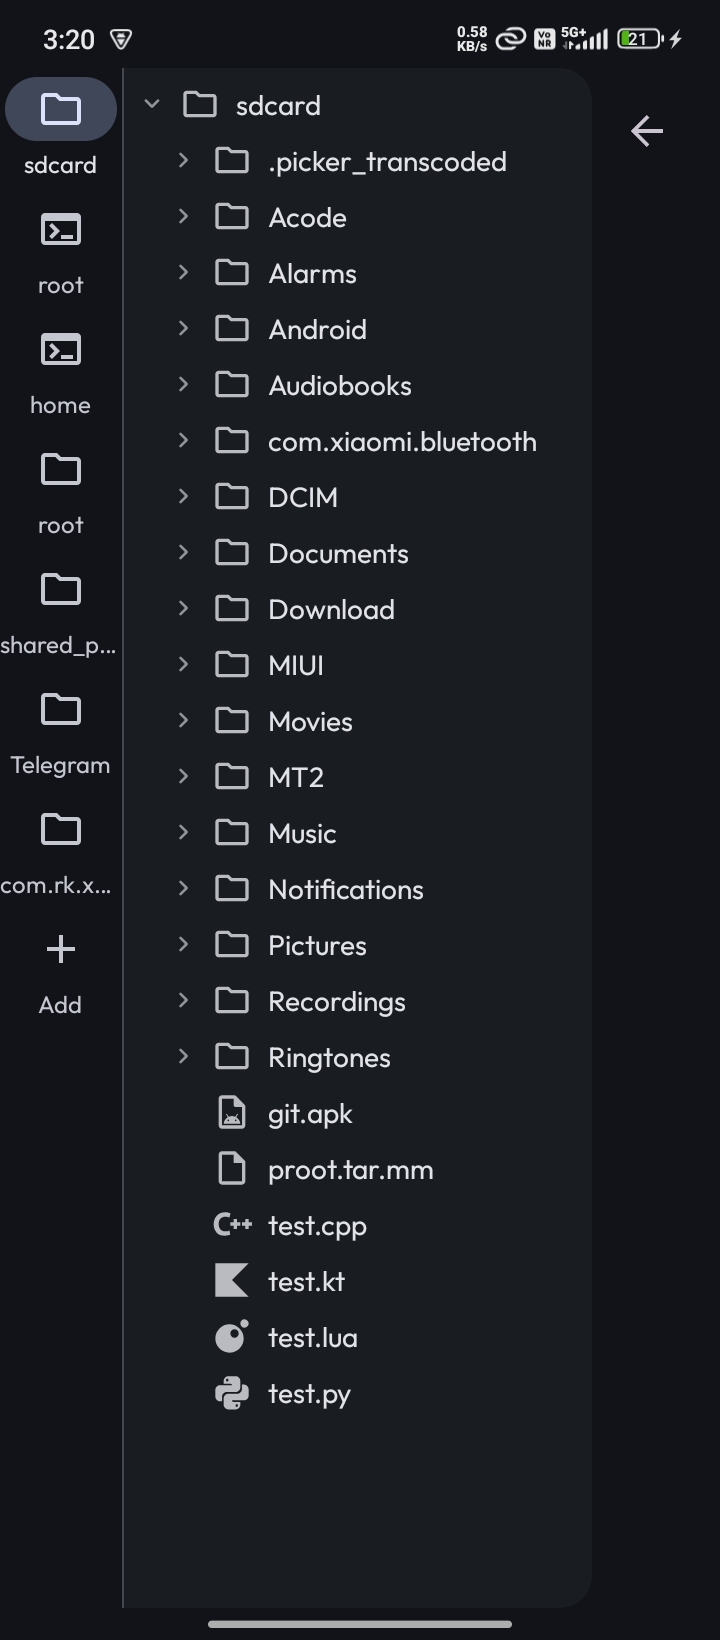 3:20
0.58
KB/s
Vo
NR
5G+
21
sdcard
root
home
root
shared_p...
Telegram
com.rk.x...
Add
sdcard
.picker_transcoded
Acode
Alarms
Android
Audiobooks
com.xiaomi.bluetooth
DCIM
Documents
Download
MIUI
Movies
MT2
Music
Notifications
Pictures
Recordings
Ringtones
git.apk
proot.tar.mm
C++ test.cpp
test.kt
test.lua
test.py